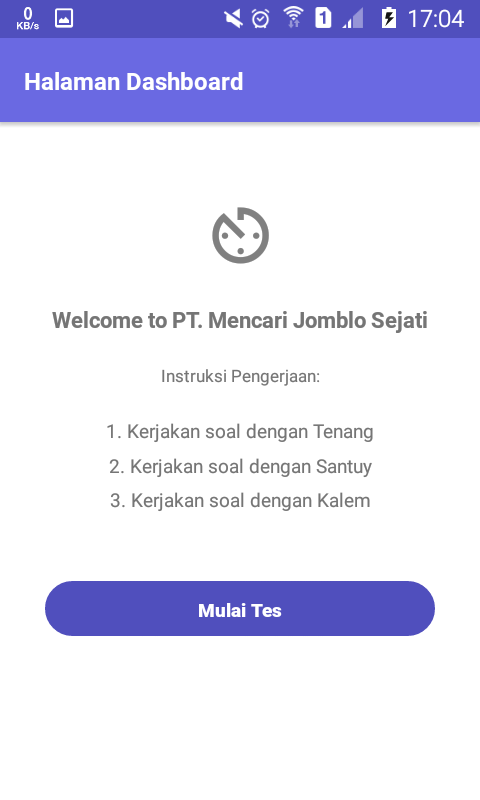 0
KB/s
1
17:04
Halaman Dashboard
Welcome to PT. Mencari Jomblo Sejati
Instruksi Pengerjaan:
1. Kerjakan soal dengan Tenang
2. Kerjakan soal dengan Santuy
3. Kerjakan soal dengan Kalem
Mulai Tes